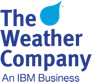 The
Weather
Company
An IBM Business